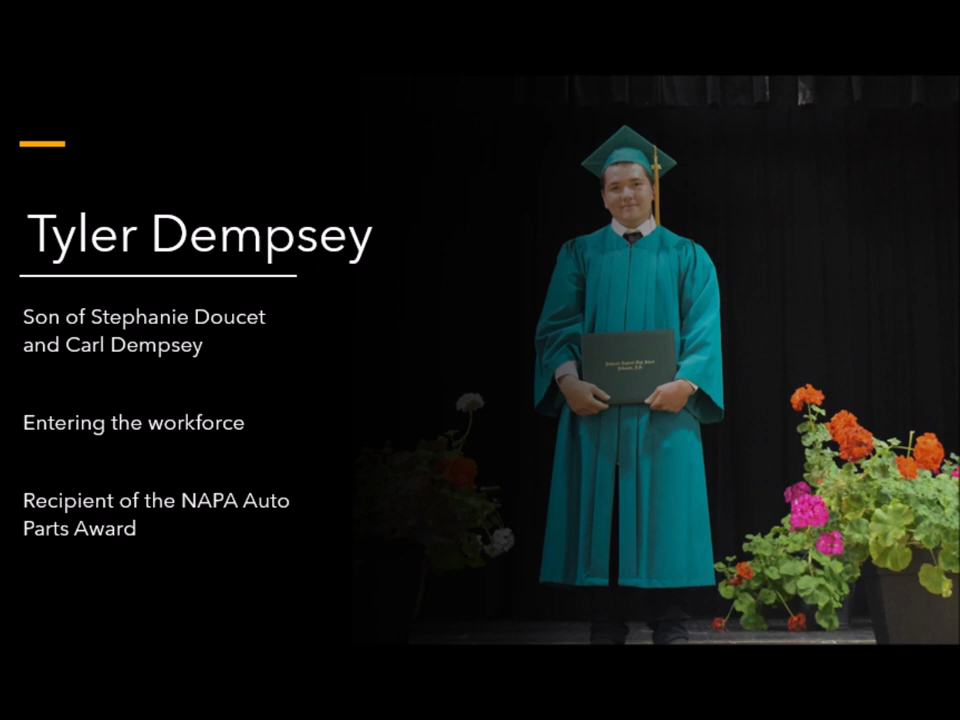 Tyler Dempsey
Son of Stephanie Doucet
and Carl Dempsey
Entering the workforce
Recipient of the NAPA Auto
Parts Award